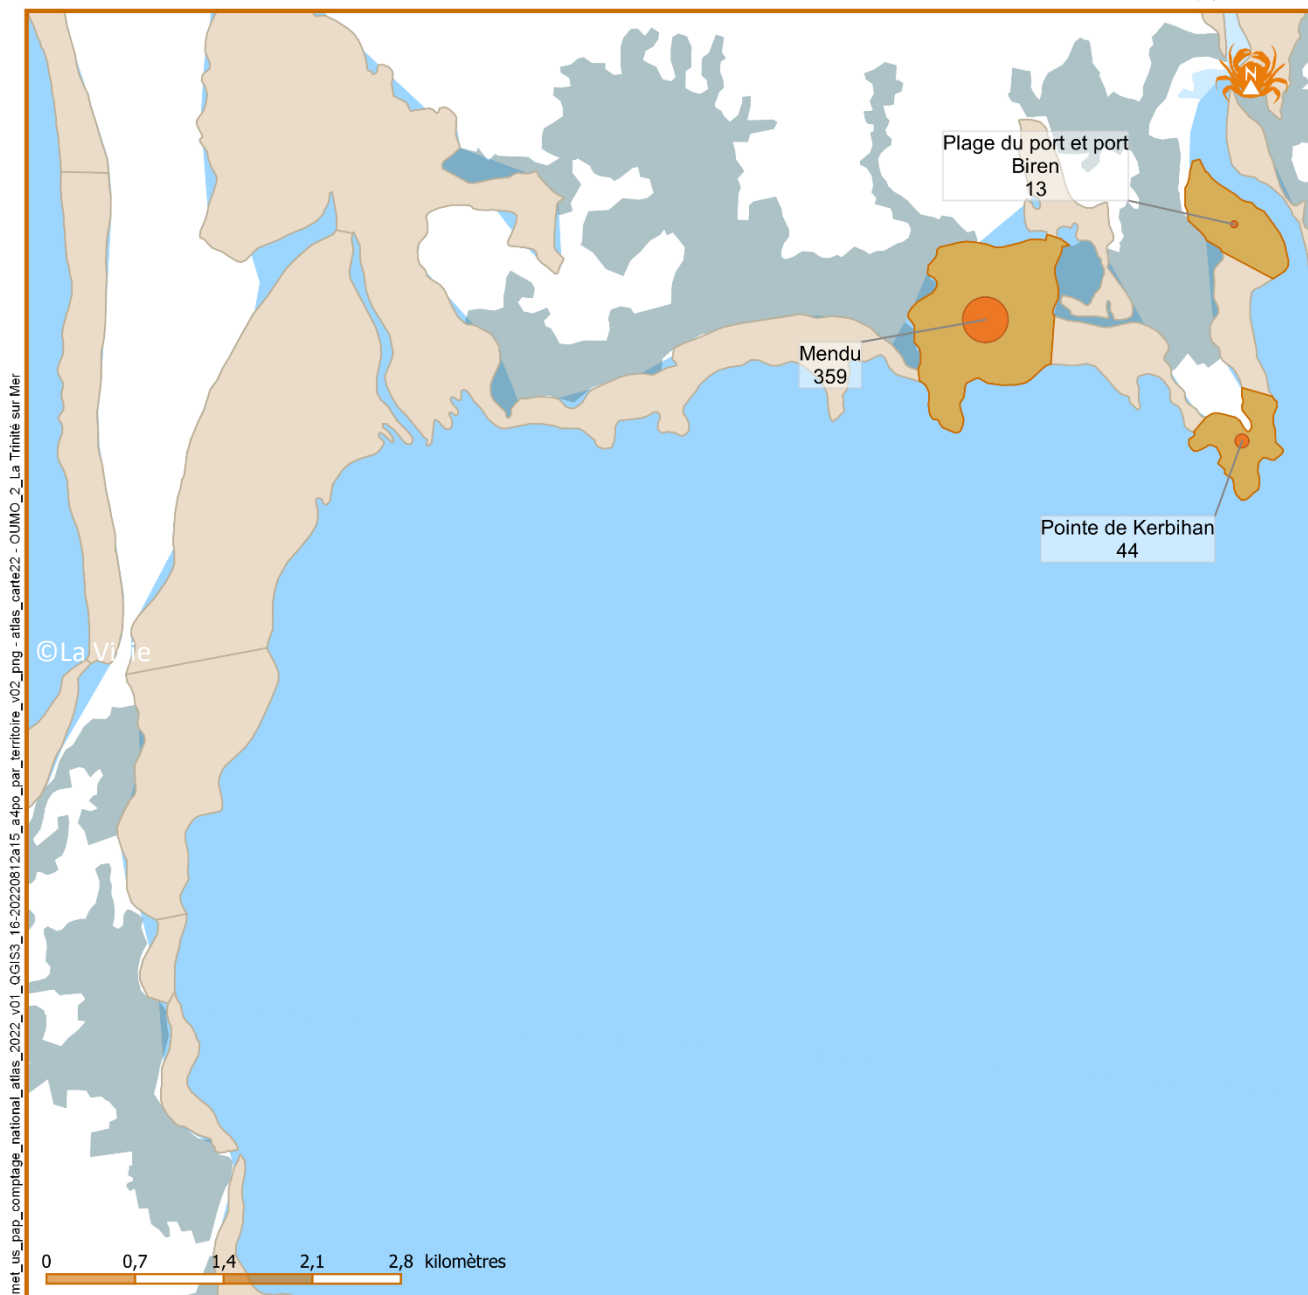 N
Plage du port et port
Biren
13
Mendu
359
Pointe de Kerbihan
44
©La Vigie
0 0,7 1,4 2,1 2,8 kilomètres
met_us_pap_comptage_national_atlas_2022_v01_QGIS3_16-20220812a15_a4po_par_territoire_v02_png - atlas_carte22 - OUMO_2_La Trinité sur Mer